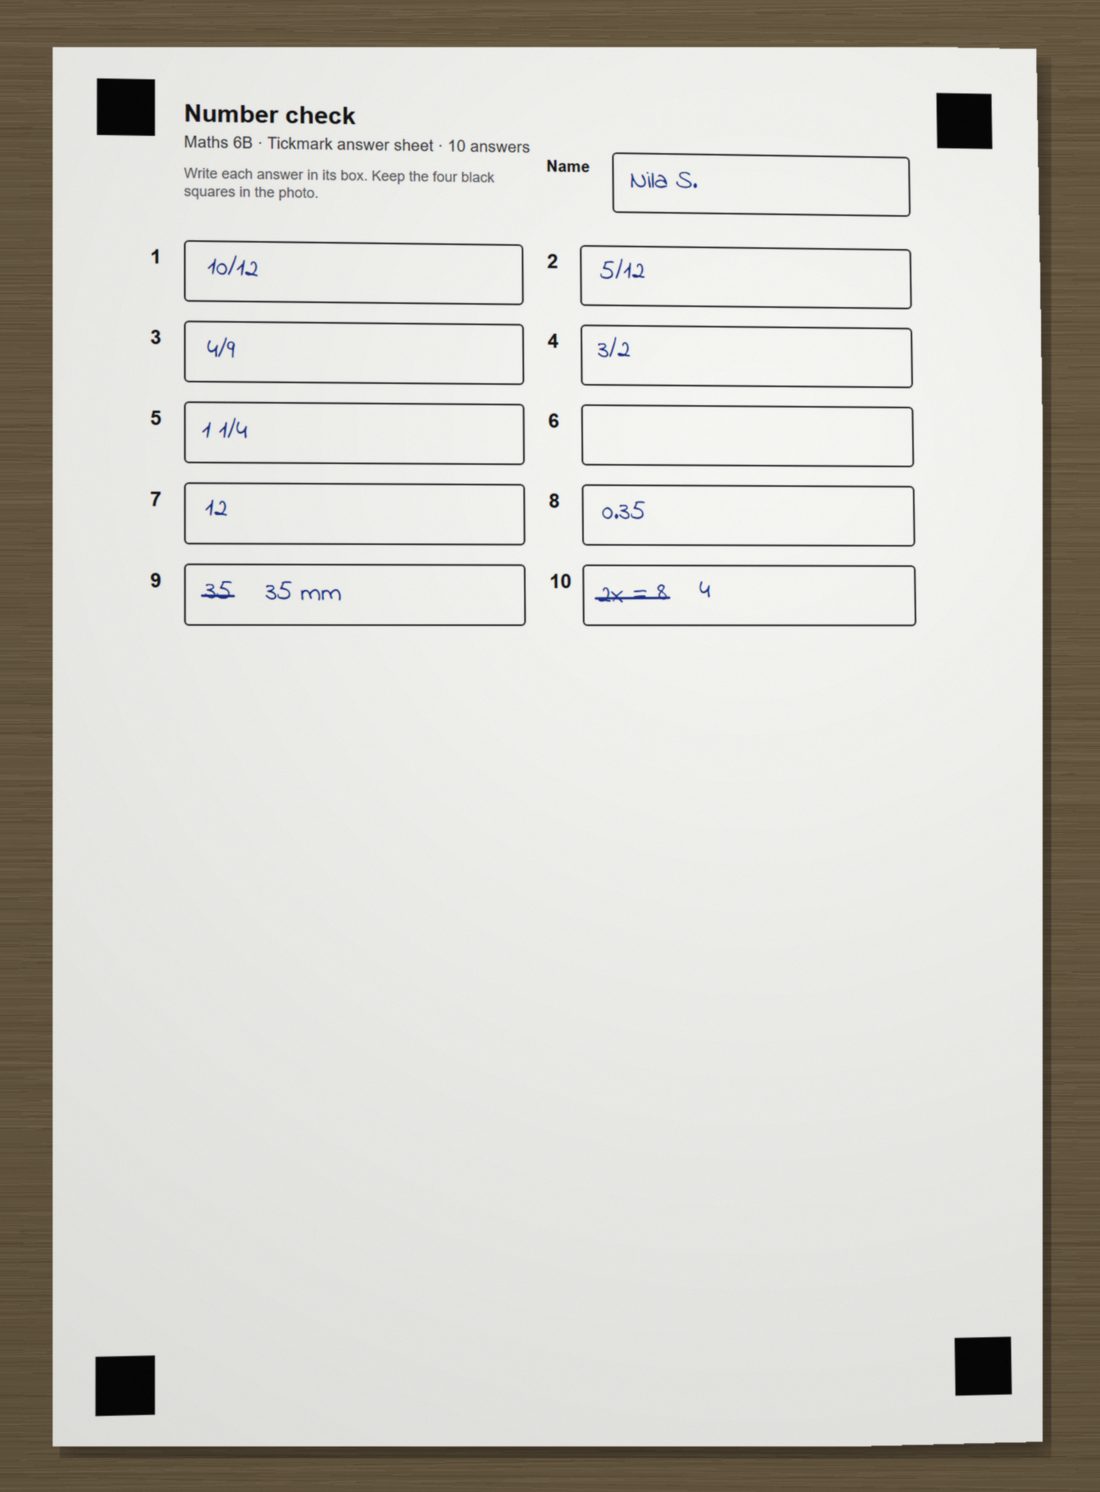 Number check
Maths 6B · Tickmark answer sheet · 10 answers
Write each answer in its box. Keep the four black
squares in the photo.
Name Nila S.
1 10/12
2 5/12
3 4/9
4 3/2
5 1 1/4
6
7 12
8 0.35
9 35 35 mm
10 2x = 8 4